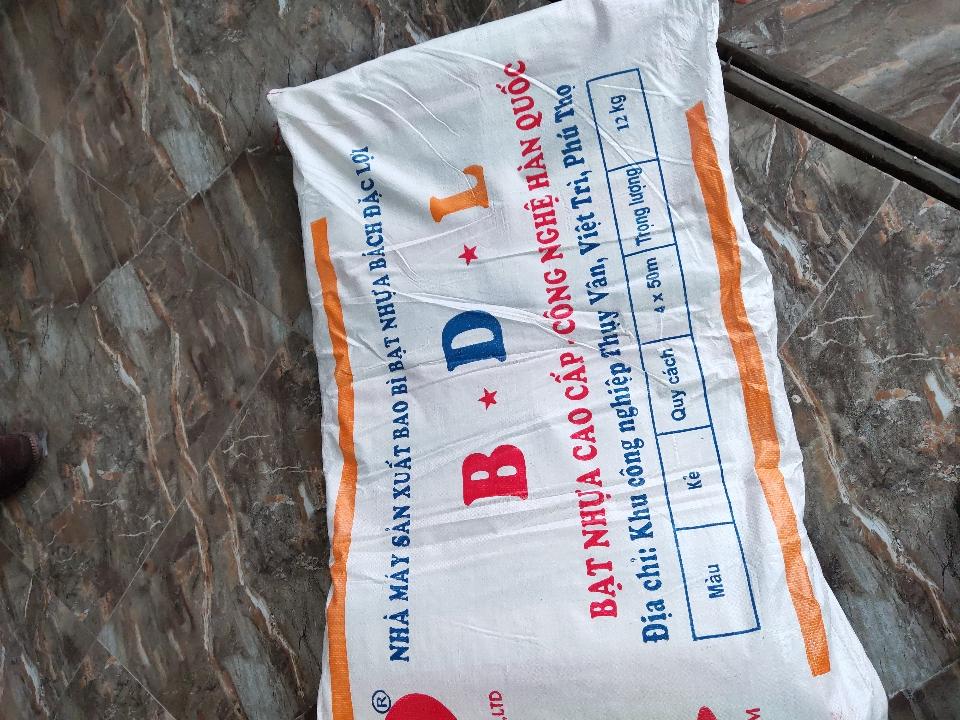 NHÀ MÁY SẢN XUẤT BAO BÌ BẠT NHỰA BÁCH ĐẶC LỢI
B ★ D ★ L
BẠT NHỰA CAO CẤP - CÔNG NGHỆ HÀN QUỐC
Địa chỉ: Khu công nghiệp Thụy Vân, Việt Trì, Phú Thọ
Màu Kẻ Quy cách 4 x 50m Trọng lượng 12 kg
®
,LTD